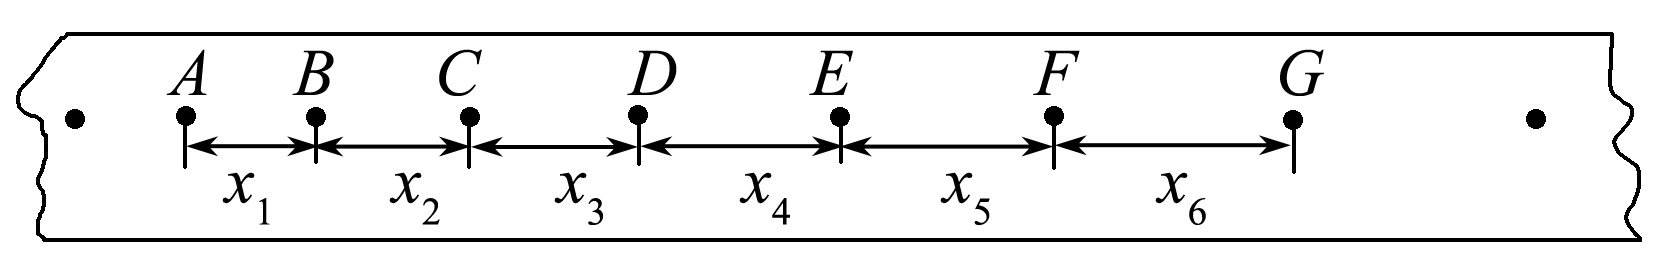 A B C D E F G
x₁ x₂ x₃ x₄ x₅ x₆